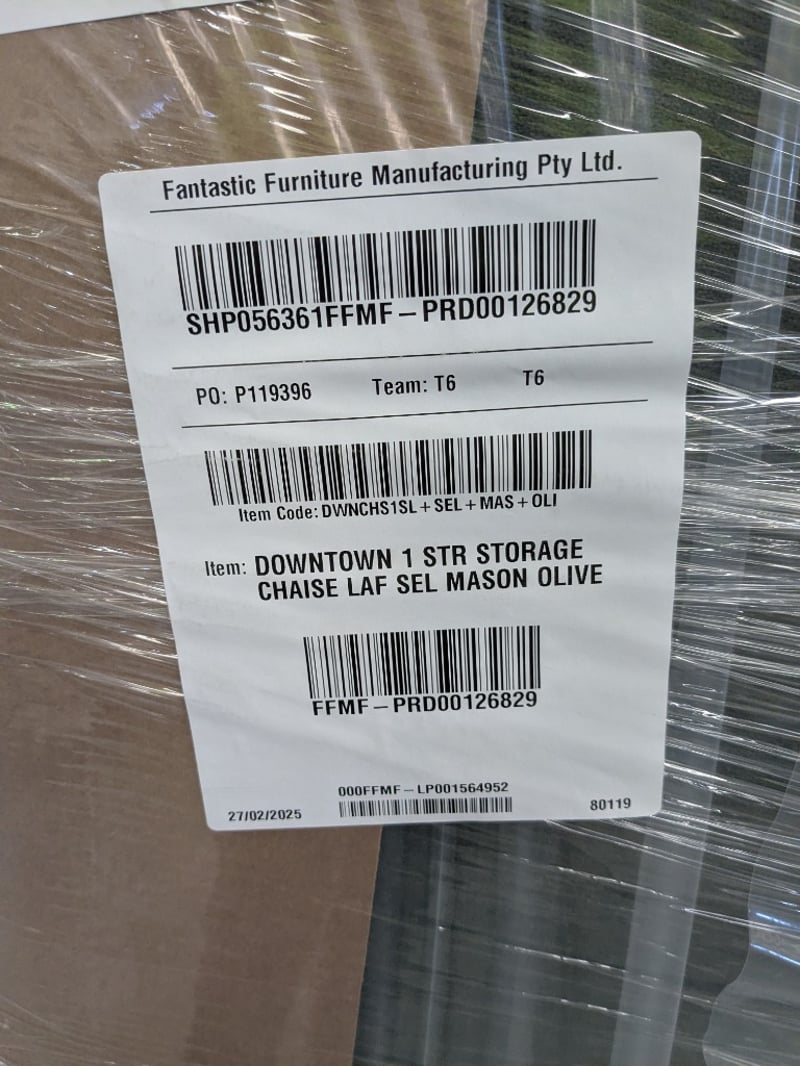 Fantastic Furniture Manufacturing Pty Ltd.
SHP056361FFMF-PRD00126829
PO: P119396 Team: T6 T6
Item Code: DWNCHS1SL+SEL+MAS+OLI
Item: DOWNTOWN 1 STR STORAGE
CHAISE LAF SEL MASON OLIVE
FFMF-PRD00126829
000FFMF-LP001564952
27/02/2025 80119